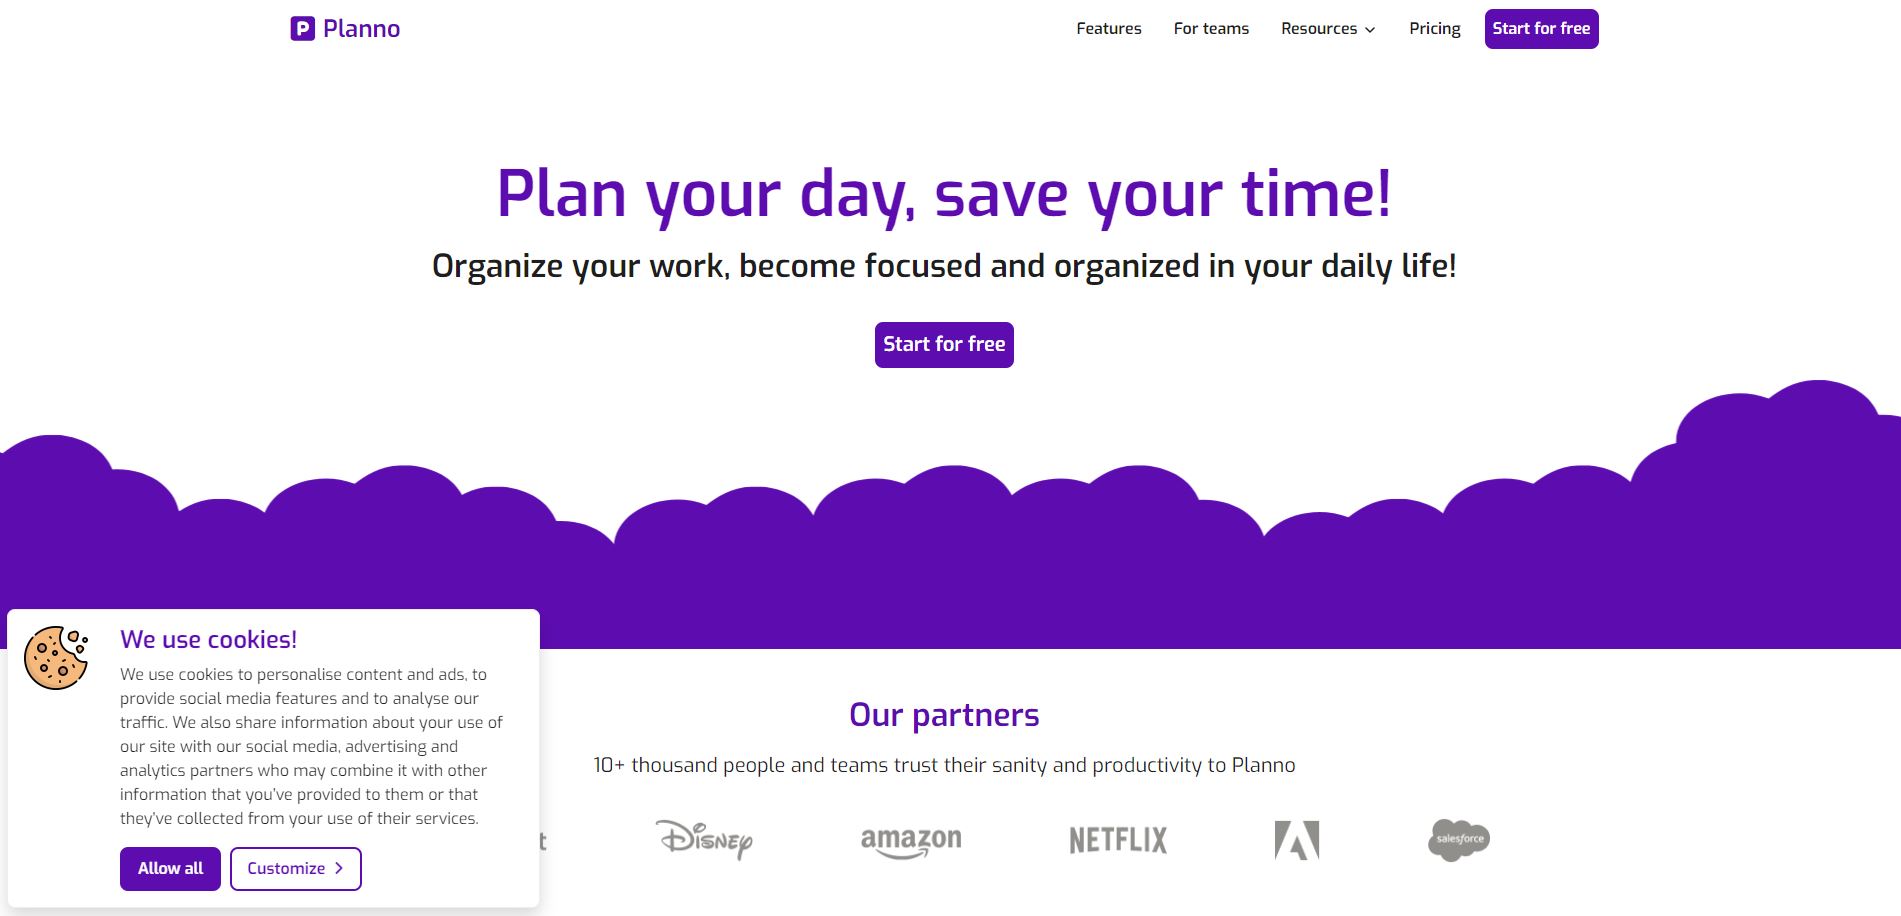 Planno
Features
For teams
Resources
Pricing
Start for free
Plan your day, save your time!
Organize your work, become focused and organized in your daily life!
Start for free
We use cookies!
We use cookies to personalise content and ads, to
provide social media features and to analyse our
traffic. We also share information about your use of
our site with our social media, advertising and
analytics partners who may combine it with other
information that you've provided to them or that
they've collected from your use of their services.
Allow all
Customize
Our partners
10+ thousand people and teams trust their sanity and productivity to Planno
t
Disney
amazon
NETFLIX
salesforce